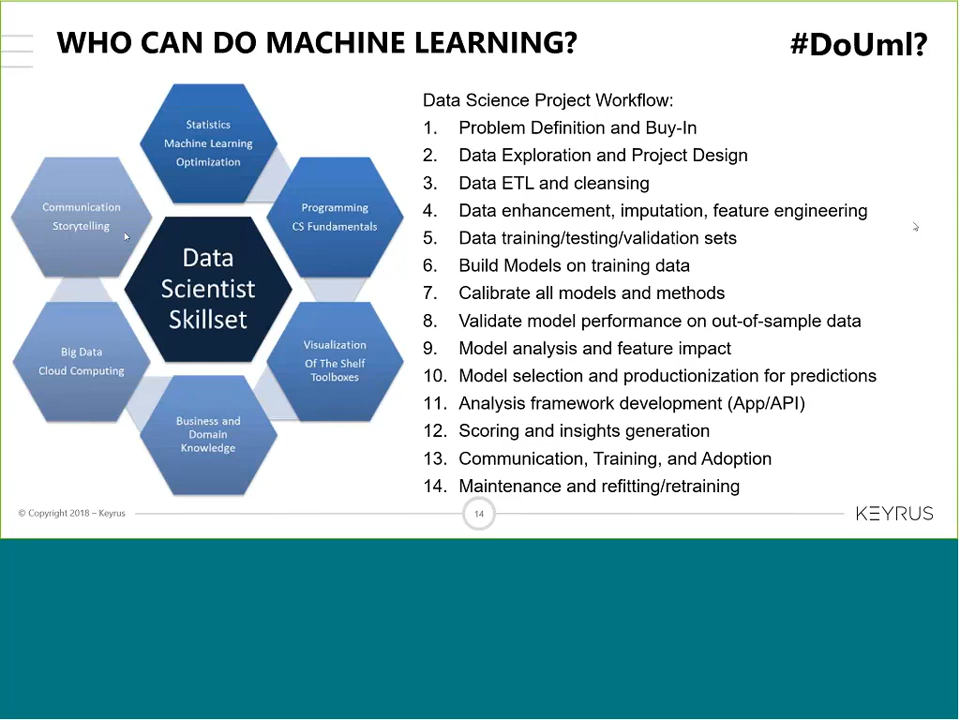 WHO CAN DO MACHINE LEARNING?
#DoUml?
Statistics
Machine Learning
Optimization
Programming
CS Fundamentals
Visualization
Of The Shelf
Toolboxes
Business and
Domain
Knowledge
Big Data
Cloud Computing
Communication
Storytelling
Data
Scientist
Skillset
Data Science Project Workflow:
1. Problem Definition and Buy-In
2. Data Exploration and Project Design
3. Data ETL and cleansing
4. Data enhancement, imputation, feature engineering
5. Data training/testing/validation sets
6. Build Models on training data
7. Calibrate all models and methods
8. Validate model performance on out-of-sample data
9. Model analysis and feature impact
10. Model selection and productionization for predictions
11. Analysis framework development (App/API)
12. Scoring and insights generation
13. Communication, Training, and Adoption
14. Maintenance and refitting/retraining
© Copyright 2018 – Keyrus
14
KEYRUS